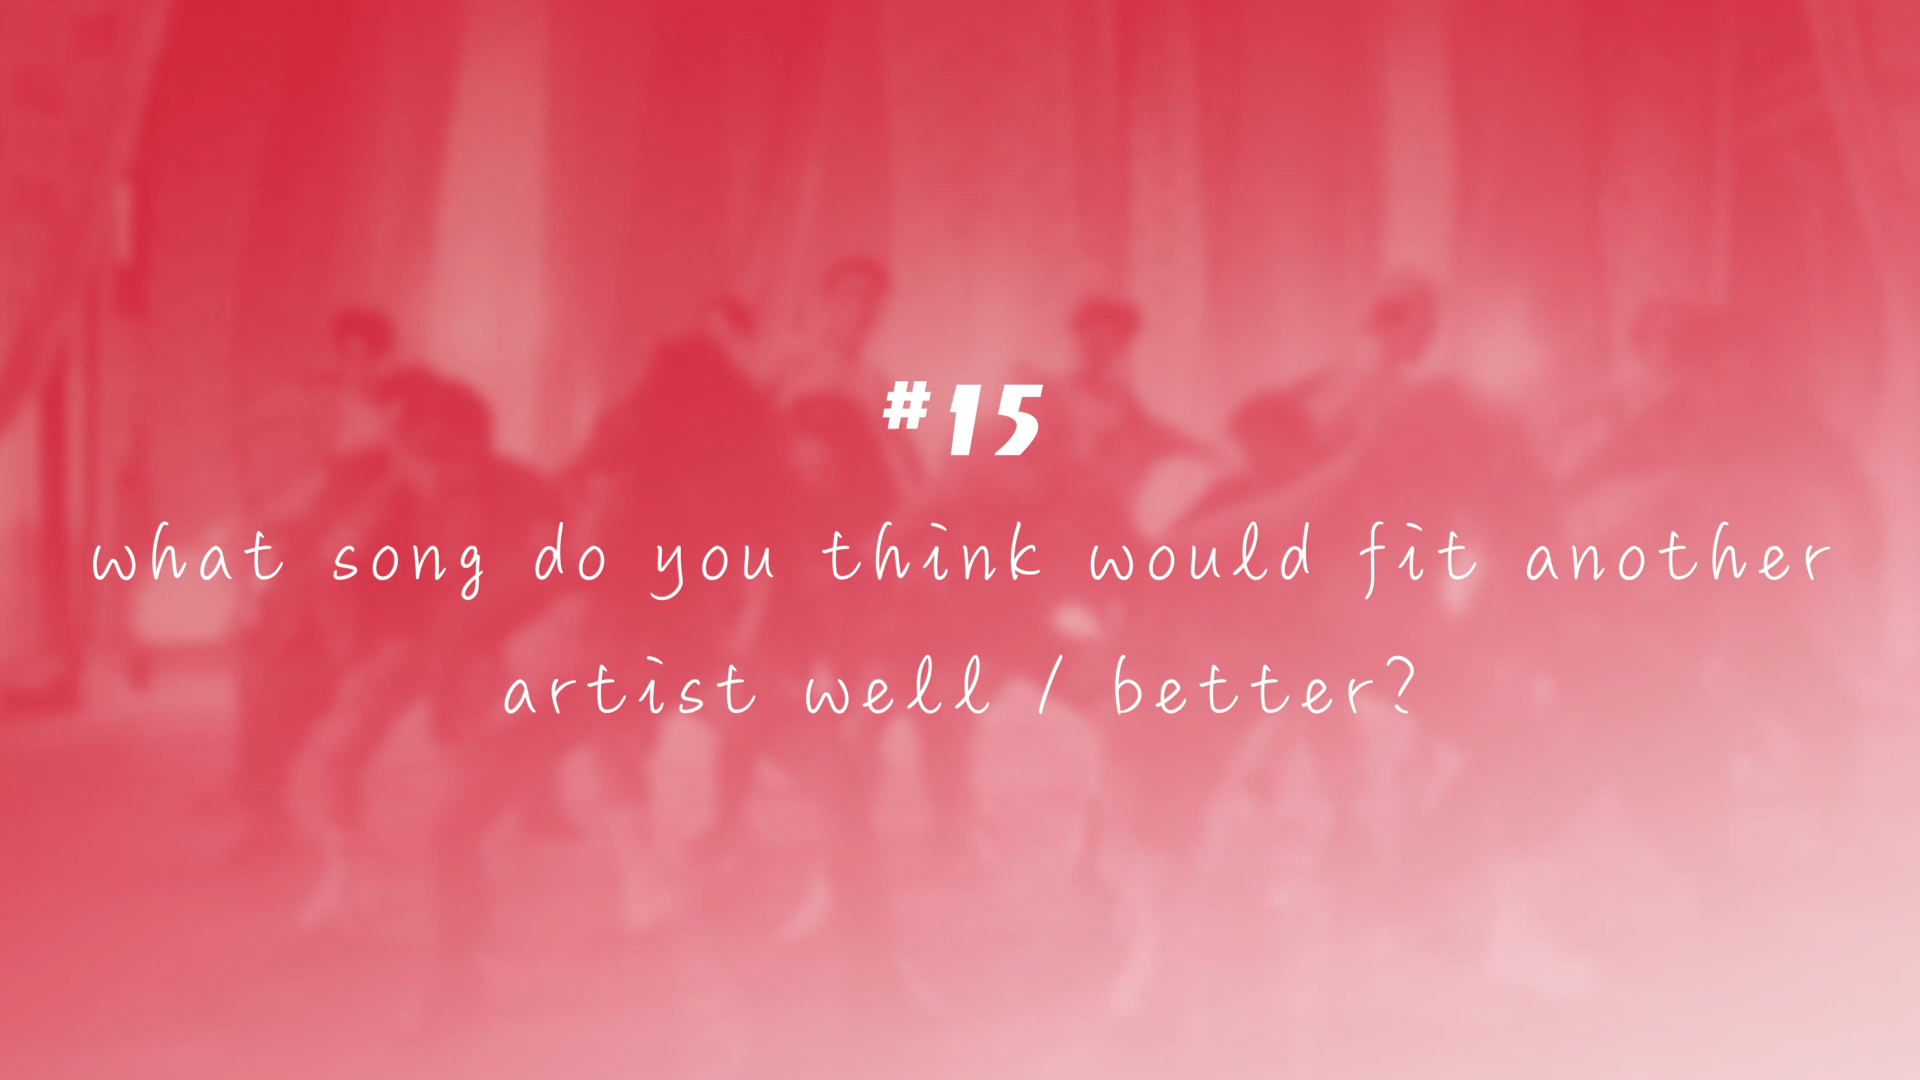 #15
what song do you think would fit another
artist well / better?